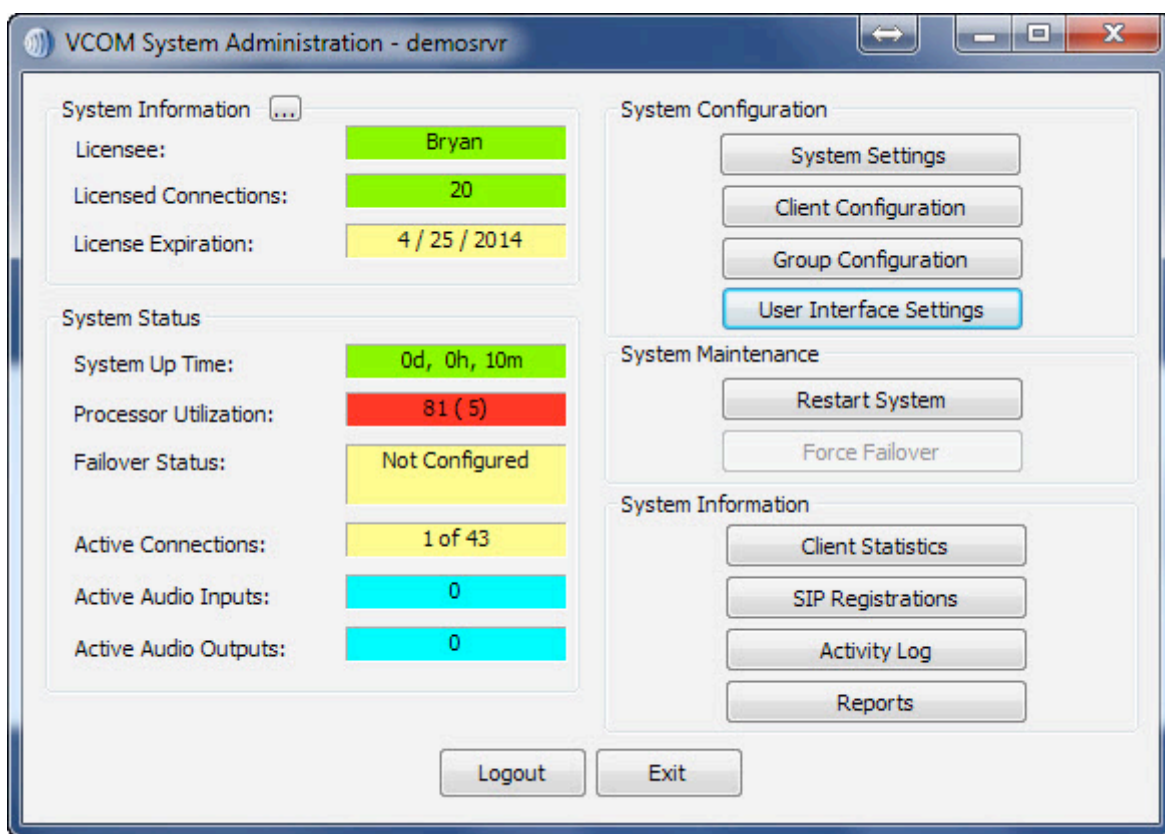 VCOM System Administration - demosrvr
System Information ...
Licensee: Bryan
Licensed Connections: 20
License Expiration: 4 / 25 / 2014
System Status
System Up Time: 0d, 0h, 10m
Processor Utilization: 81 ( 5)
Failover Status: Not Configured
Active Connections: 1 of 43
Active Audio Inputs: 0
Active Audio Outputs: 0
System Configuration
System Settings
Client Configuration
Group Configuration
User Interface Settings
System Maintenance
Restart System
Force Failover
System Information
Client Statistics
SIP Registrations
Activity Log
Reports
Logout
Exit